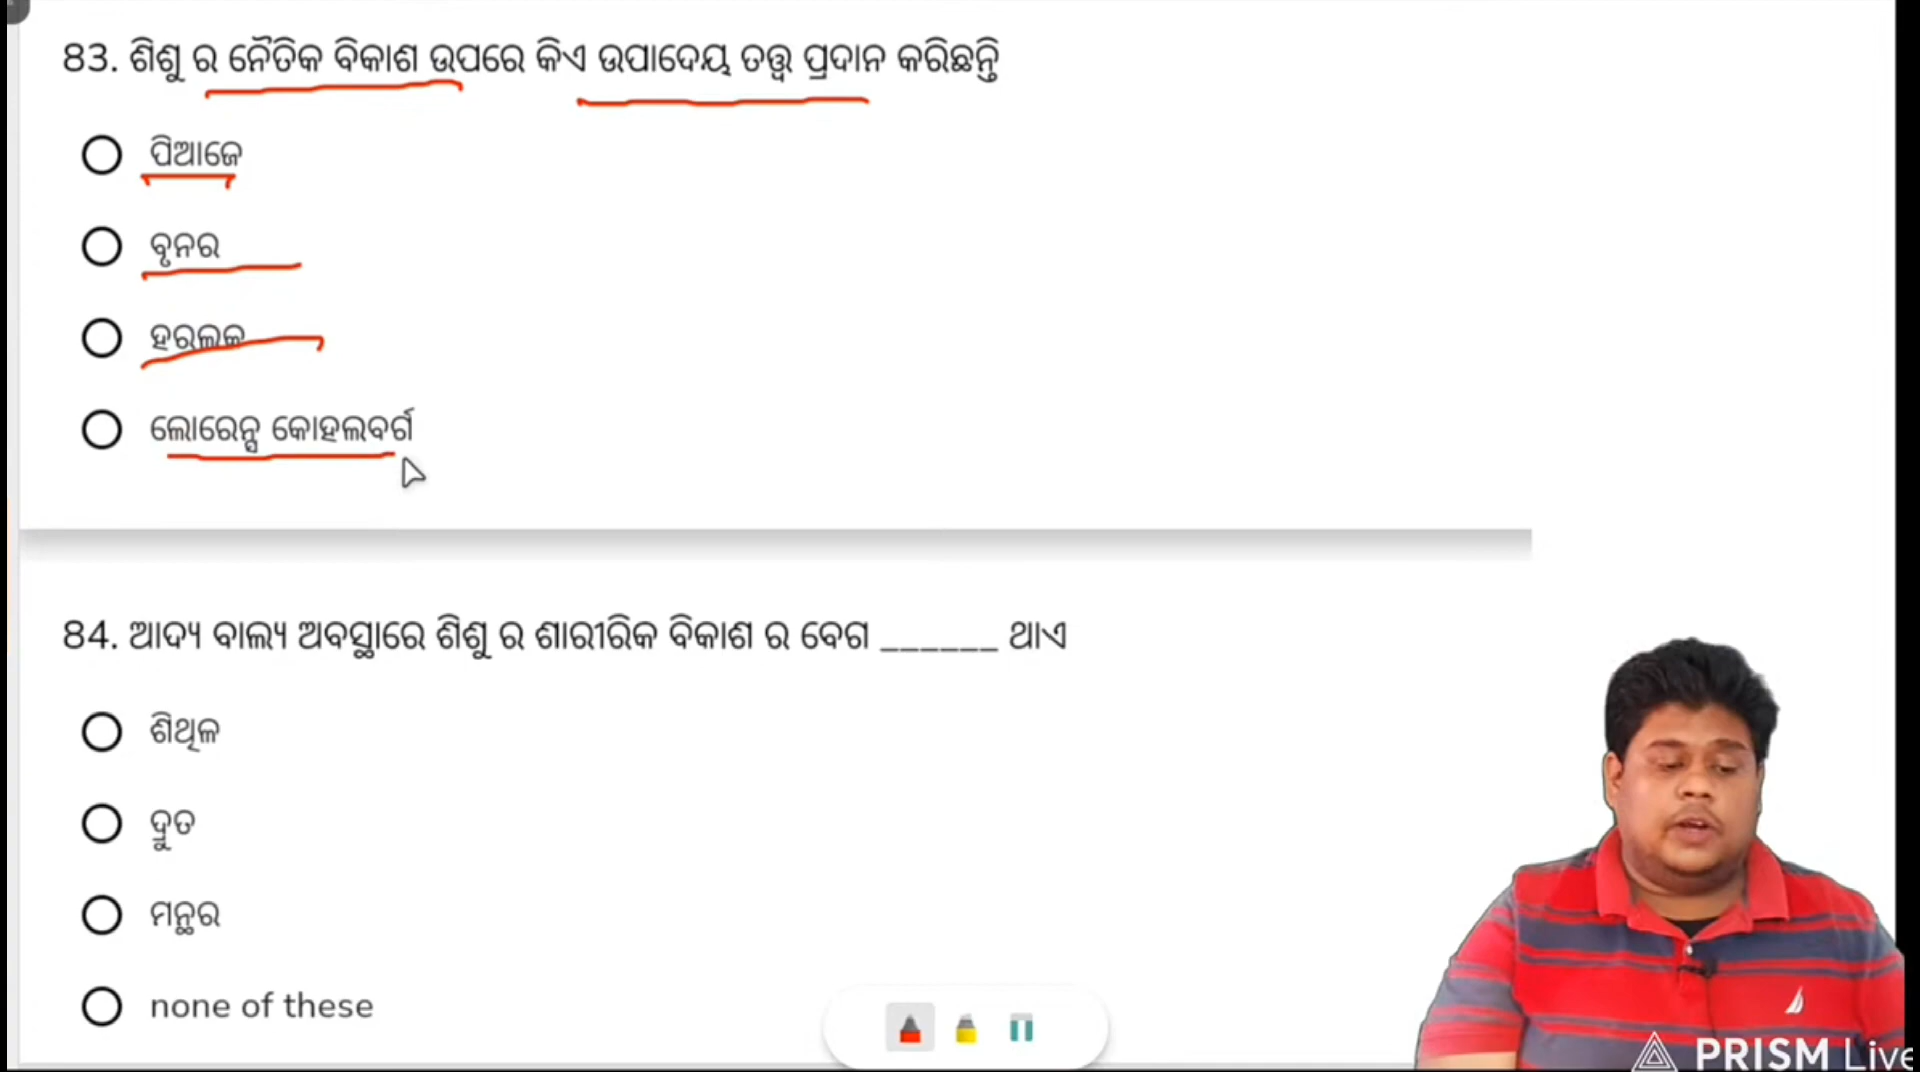 83. ଶିଶୁ ର ନୈତିକ ବିକାଶ ଉପରେ କିଏ ଉପାଦେୟ ତତ୍ତ୍ୱ ପ୍ରଦାନ କରିଛନ୍ତି
ପିଆଜେ
ବୃନର
ହରଲକ
ଲୋରେନ୍ସ କୋହଲବର୍ଗ
84. ଆଦ୍ୟ ବାଲ୍ୟ ଅବସ୍ଥାରେ ଶିଶୁ ର ଶାରୀରିକ ବିକାଶ ର ବେଗ ______ ଥାଏ
ଶିଥିଳ
ଦ୍ରୁତ
ମନ୍ଥର
none of these
PRISM Live